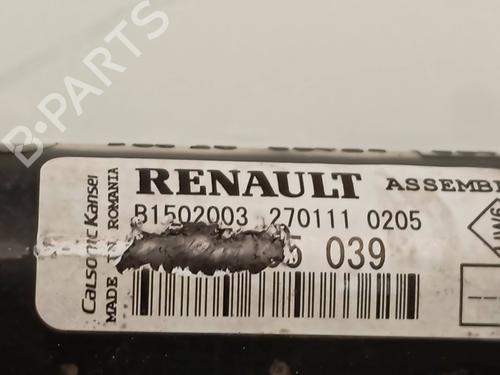 B-PARTS
RENAULT ASSEMB
B1502003 270111 0205
5 039
Calsonic Kansei
MADE IN ROMANIA